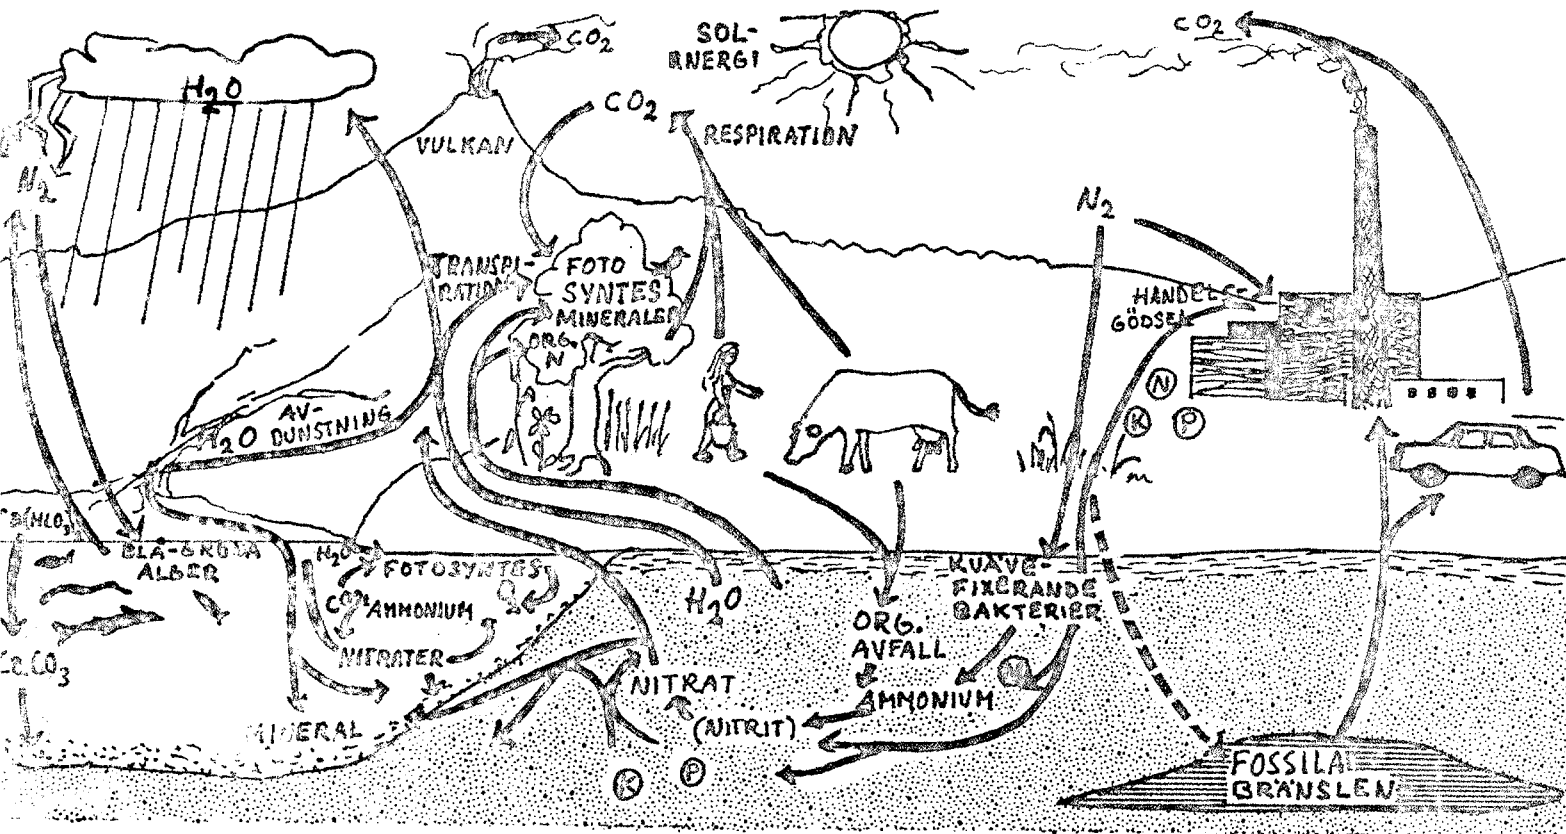 CO2
CO2
SOL-
ENERGI
H2O
CO2
RESPIRATION
VULKAN
N2
N2
TRANSPI-
RATION
FOTO
SYNTES
MINERALER
ORG.
N
HANDELS-
GÖDSEL
N
K
P
AV-
H2O DUNSTNING
BLÅ-GRÖNA
ALGER
H2O
FOTOSYNTES
AMMONIUM
O2
NITRATER
H2O
KVÄVE-
FIXERANDE
BAKTERIER
ORG.
AVFALL
CaCO3
NITRAT
AMMONIUM
(NITRIT)
MINERAL
K
P
FOSSILA
BRÄNSLEN